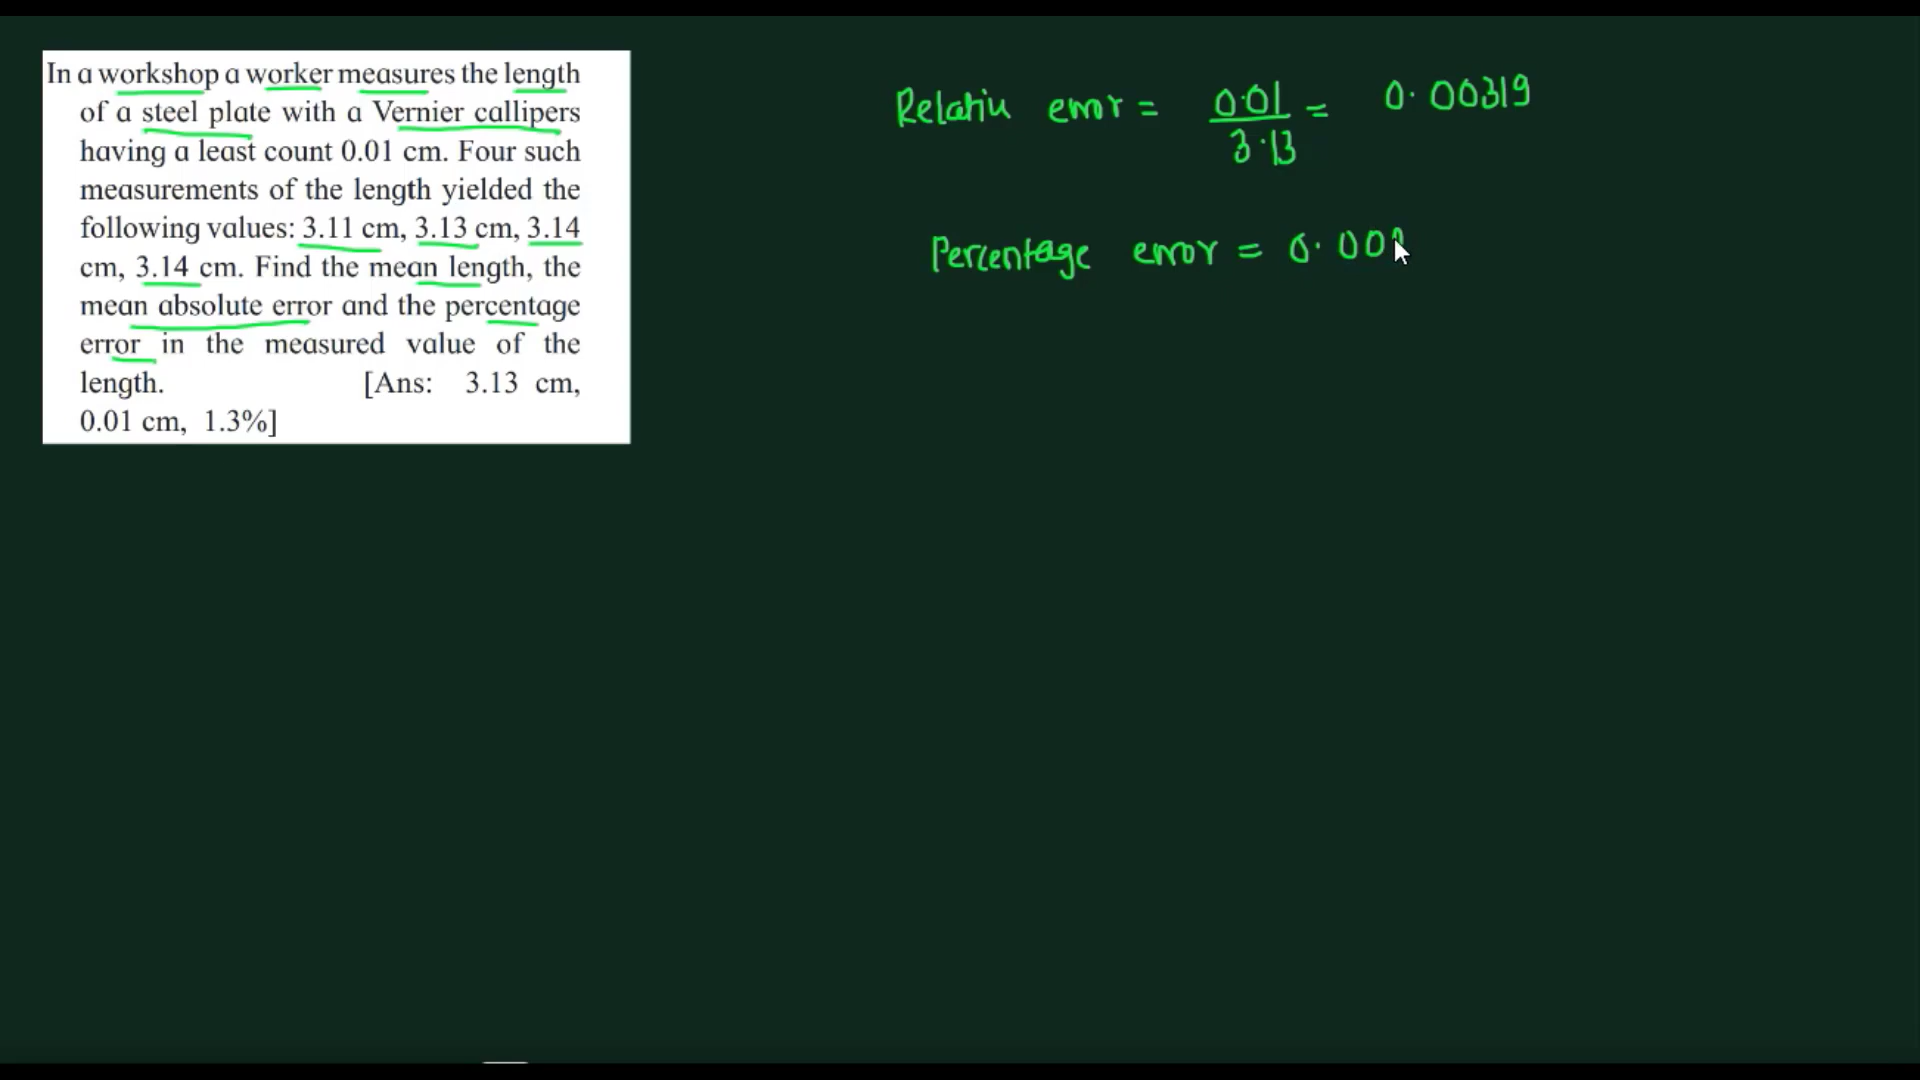 In a workshop a worker measures the length
of a steel plate with a Vernier callipers
having a least count 0.01 cm. Four such
measurements of the length yielded the
following values: 3.11 cm, 3.13 cm, 3.14
cm, 3.14 cm. Find the mean length, the
mean absolute error and the percentage
error in the measured value of the
length. [Ans: 3.13 cm,
0.01 cm, 1.3%]
Relativ error = 0.01 / 3.13 = 0.00319
Percentage error = 0.00